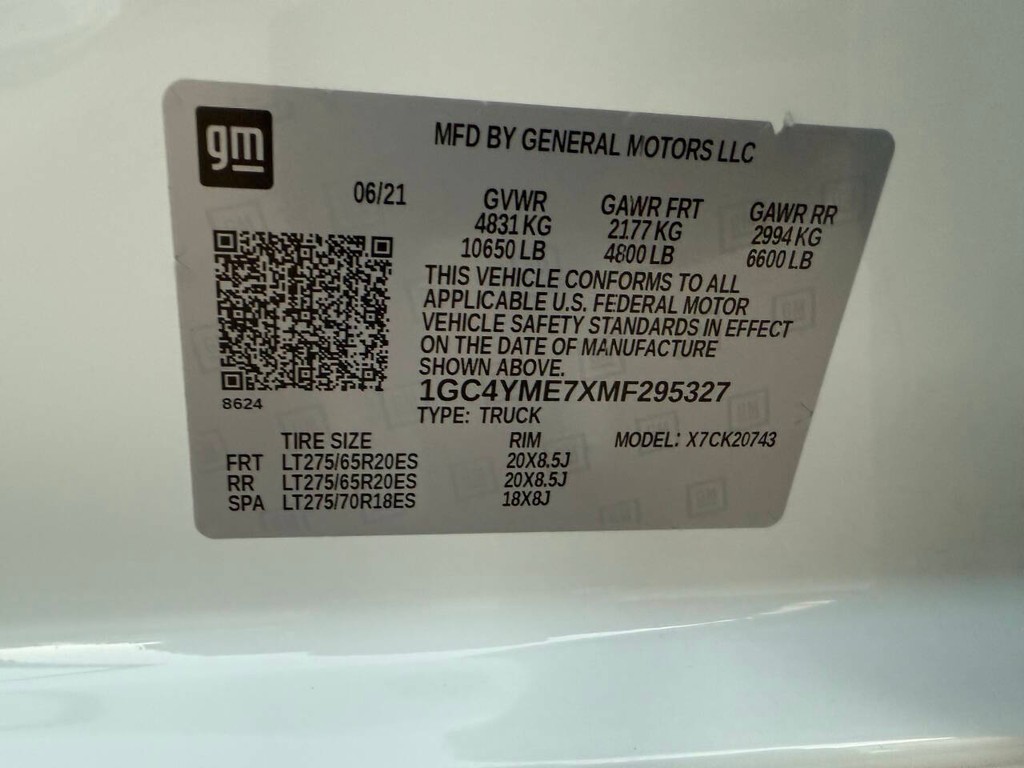 gm
MFD BY GENERAL MOTORS LLC
06/21 GVWR GAWR FRT GAWR RR
4831 KG 2177 KG 2994 KG
10650 LB 4800 LB 6600 LB
THIS VEHICLE CONFORMS TO ALL
APPLICABLE U.S. FEDERAL MOTOR
VEHICLE SAFETY STANDARDS IN EFFECT
ON THE DATE OF MANUFACTURE
SHOWN ABOVE.
1GC4YME7XMF295327
8624
TYPE: TRUCK
TIRE SIZE RIM MODEL: X7CK20743
FRT LT275/65R20ES 20X8.5J
RR LT275/65R20ES 20X8.5J
SPA LT275/70R18ES 18X8J